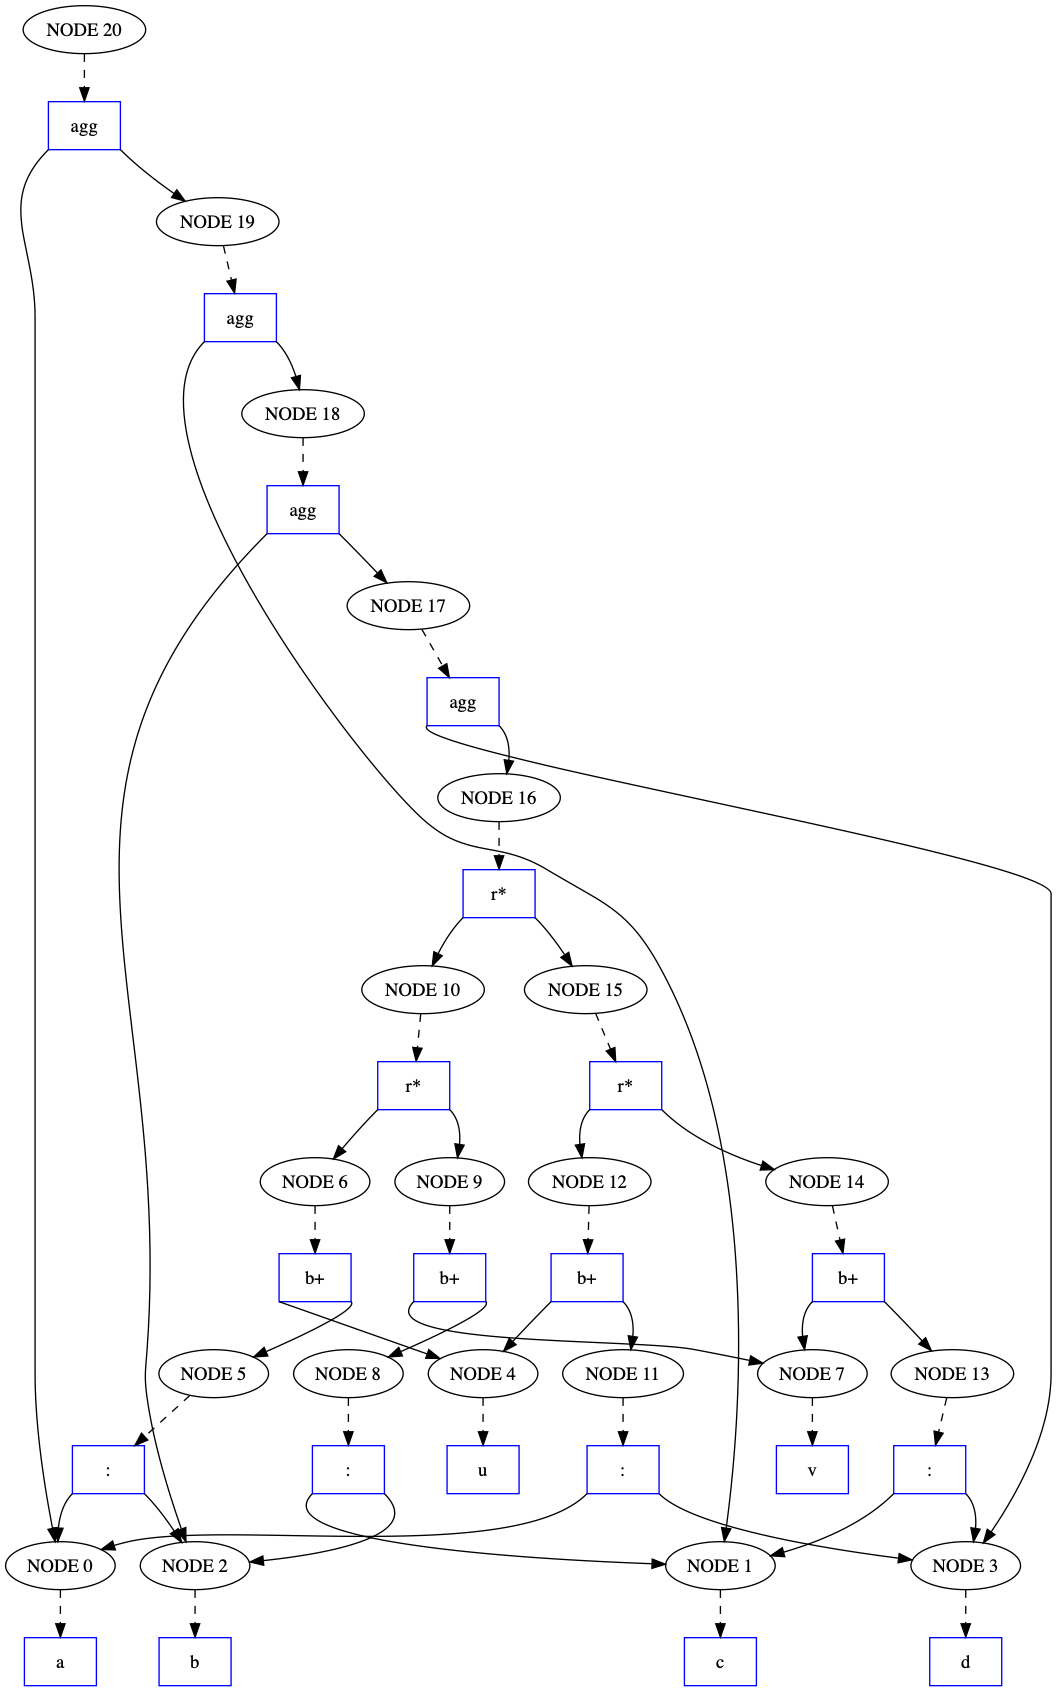 NODE 20
agg
NODE 19
agg
NODE 18
agg
NODE 17
agg
NODE 16
r*
NODE 10
NODE 15
r*
r*
NODE 6
NODE 9
NODE 12
NODE 14
b+
b+
b+
b+
NODE 5
NODE 8
NODE 4
NODE 11
NODE 7
NODE 13
:
:
u
:
v
:
NODE 0
NODE 2
NODE 1
NODE 3
a
b
c
d